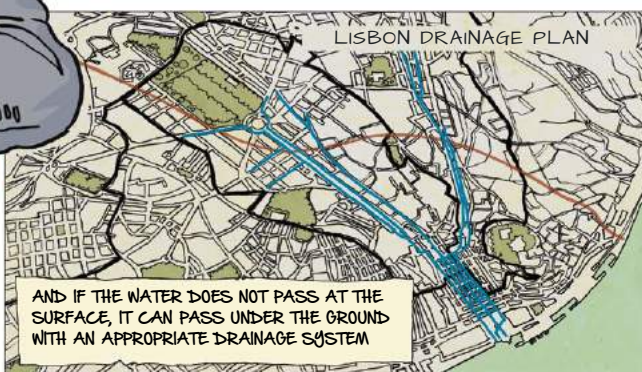 LISBON DRAINAGE PLAN
AND IF THE WATER DOES NOT PASS AT THE
SURFACE, IT CAN PASS UNDER THE GROUND
WITH AN APPROPRIATE DRAINAGE SYSTEM